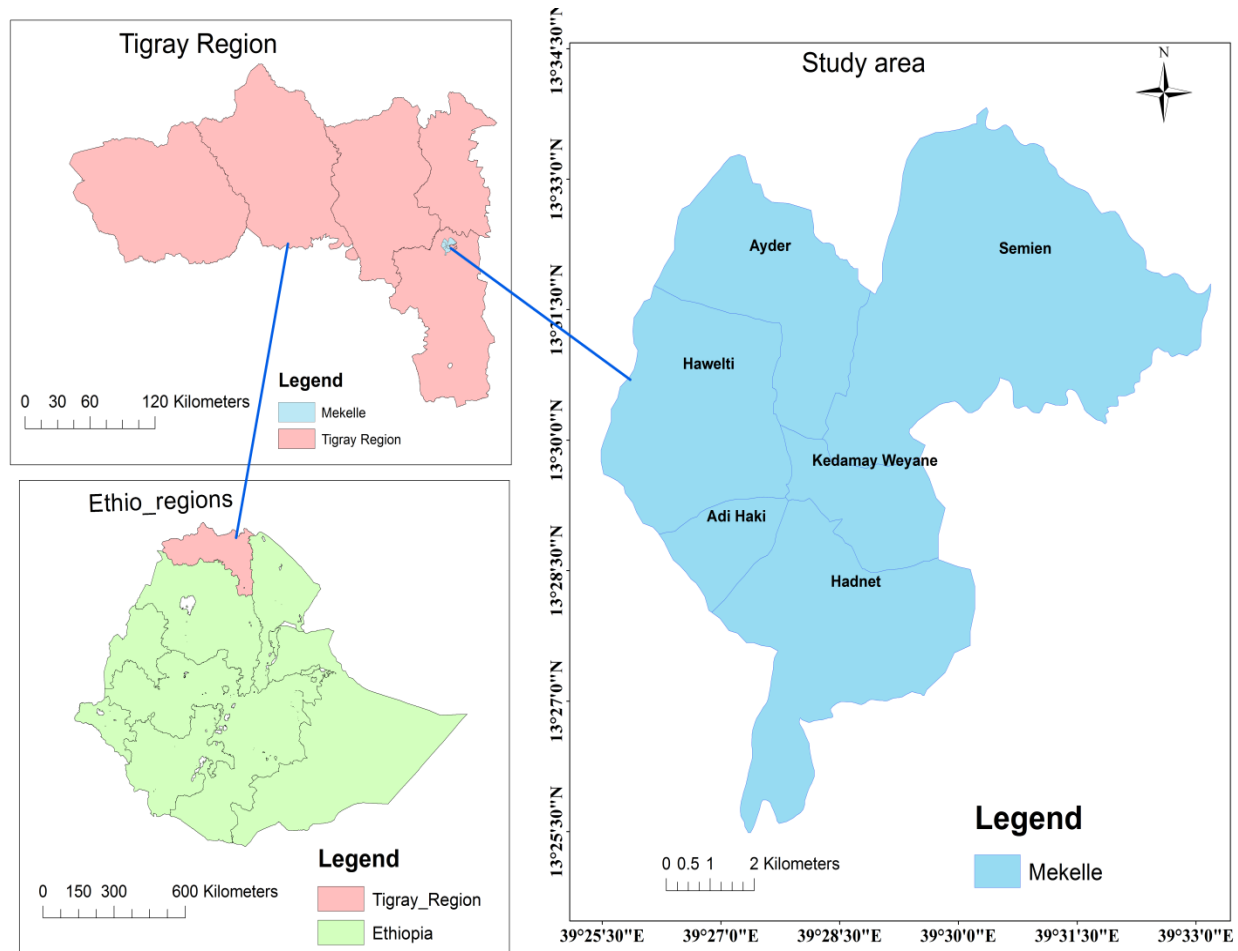 Tigray Region
Legend
0 30 60 120 Kilometers
Mekelle
Tigray Region
Ethio_regions
Legend
0 150 300 600 Kilometers
Tigray_Region
Ethiopia
Study area
N
13°34'30"N
13°33'0"N
13°31'30"N
13°30'0"N
13°28'30"N
13°27'0"N
13°25'30"N
Ayder
Semien
Hawelti
Kedamay Weyane
Adi Haki
Hadnet
Legend
0 0.5 1 2 Kilometers
Mekelle
39°25'30"E 39°27'0"E 39°28'30"E 39°30'0"E 39°31'30"E 39°33'0"E